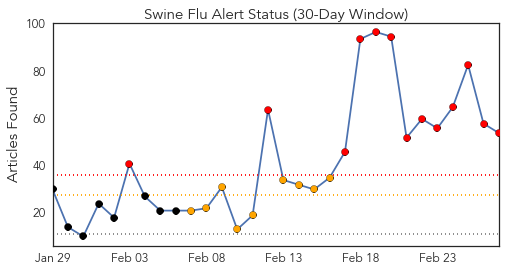 Swine Flu Alert Status (30-Day Window)
Articles Found
100
80
60
40
20
Jan 29 Feb 03 Feb 08 Feb 13 Feb 18 Feb 23